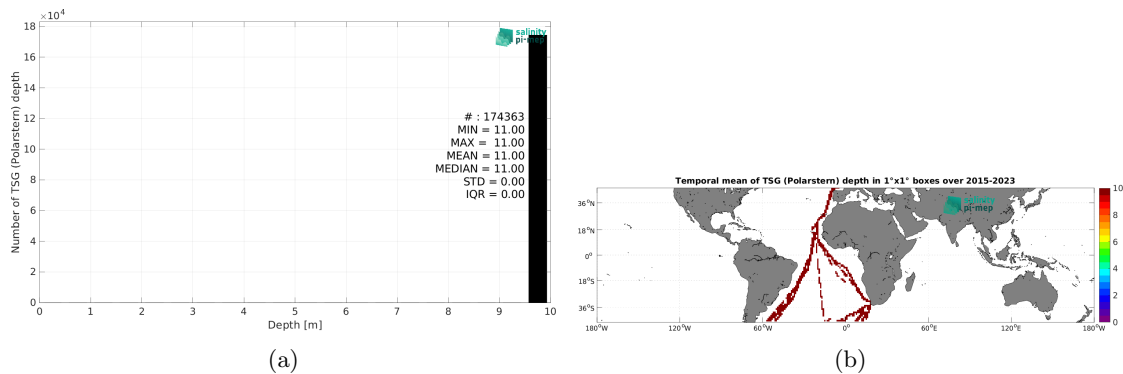 ×10⁴
18
16
14
12
10
8
6
4
2
0
Number of TSG (Polarstern) depth
salinity
pi-mep
# : 174363
MIN = 11.00
MAX = 11.00
MEAN = 11.00
MEDIAN = 11.00
STD = 0.00
IQR = 0.00
0 1 2 3 4 5 6 7 8 9 10
Depth [m]
(a)
Temporal mean of TSG (Polarstern) depth in 1°x1° boxes over 2015-2023
salinity
pi-mep
36°N
18°N
0°
18°S
36°S
180°W 120°W 60°W 0° 60°E 120°E 180°W
10
8
6
4
2
0
(b)